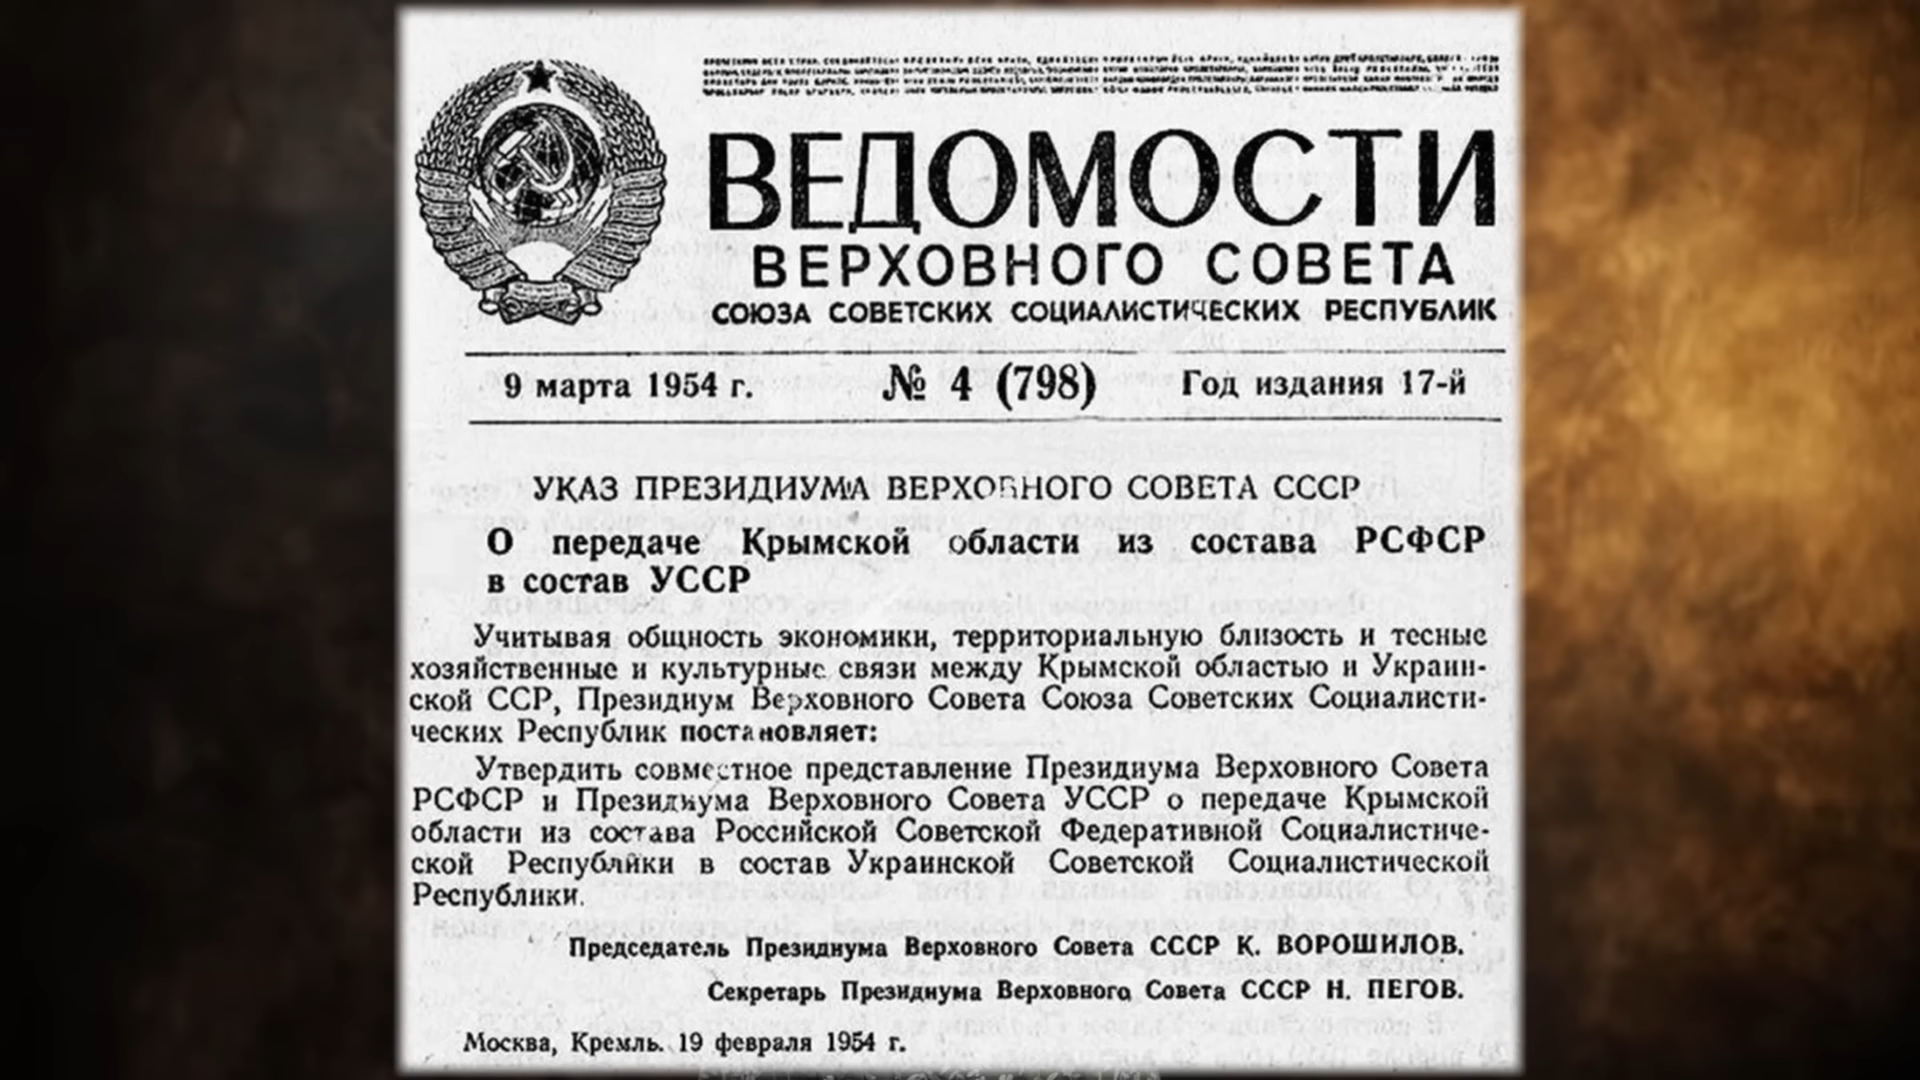 ВЕДОМОСТИ
ВЕРХОВНОГО СОВЕТА
СОЮЗА СОВЕТСКИХ СОЦИАЛИСТИЧЕСКИХ РЕСПУБЛИК
9 марта 1954 г. № 4 (798) Год издания 17-й
УКАЗ ПРЕЗИДИУМА ВЕРХОВНОГО СОВЕТА СССР
О передаче Крымской области из состава РСФСР
в состав УССР
Учитывая общность экономики, территориальную близость и тесные
хозяйственные и культурные связи между Крымской областью и Украин-
ской ССР, Президиум Верховного Совета Союза Советских Социалисти-
ческих Республик постановляет:
Утвердить совместное представление Президиума Верховного Совета
РСФСР и Президиума Верховного Совета УССР о передаче Крымской
области из состава Российской Советской Федеративной Социалистиче-
ской Республики в состав Украинской Советской Социалистической
Республики.
Председатель Президиума Верховного Совета СССР К. ВОРОШИЛОВ.
Секретарь Президиума Верховного Совета СССР Н. ПЕГОВ.
Москва, Кремль. 19 февраля 1954 г.